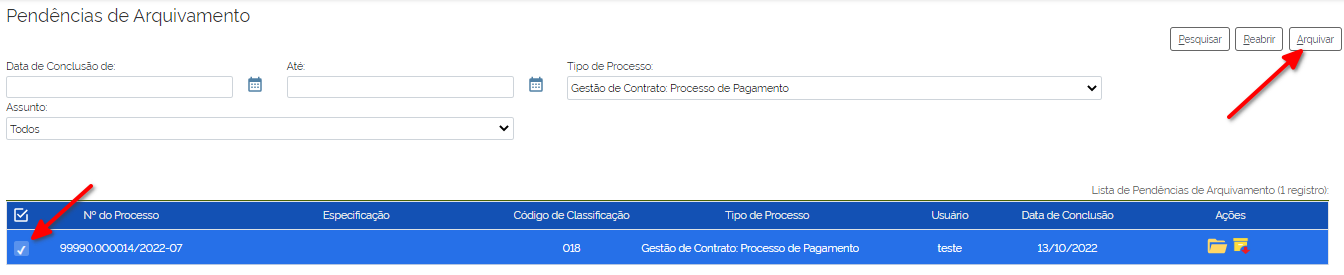 Pendências de Arquivamento
Pesquisar Reabrir Arquivar
Data de Conclusão de: Até: Tipo de Processo:
Gestão de Contrato: Processo de Pagamento
Assunto:
Todos
Lista de Pendências de Arquivamento (1 registro):
Nº do Processo Especificação Código de Classificação Tipo de Processo Usuário Data de Conclusão Ações
99990.000014/2022-07 018 Gestão de Contrato: Processo de Pagamento teste 13/10/2022